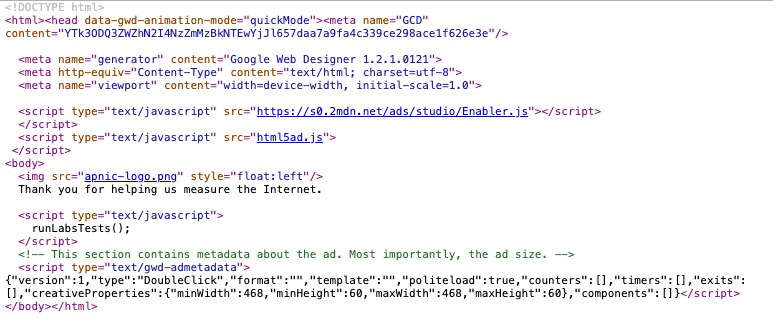 <!DOCTYPE html>
<html><head data-gwd-animation-mode="quickMode"><meta name="GCD"
content="YTk3ODQ3ZWZhN2I4NzZmMzBkNTEwYjJl657daa7a9fa4c339ce298ace1f626e3e"/>
<meta name="generator" content="Google Web Designer 1.2.1.0121">
<meta http-equiv="Content-Type" content="text/html; charset=utf-8">
<meta name="viewport" content="width=device-width, initial-scale=1.0">
<script type="text/javascript" src="https://s0.2mdn.net/ads/studio/Enabler.js"></script>
</script>
<script type="text/javascript" src="html5ad.js">
</script>
<body>
<img src="apnic-logo.png" style="float:left"/>
Thank you for helping us measure the Internet.
<script type="text/javascript">
runLabsTests();
</script>
<!-- This section contains metadata about the ad. Most importantly, the ad size. -->
<script type="text/gwd-admetadata">
{"version":1,"type":"DoubleClick","format":"","template":"","politeload":true,"counters":[],"timers":[],"exits":
[],"creativeProperties":{"minWidth":468,"minHeight":60,"maxWidth":468,"maxHeight":60},"components":[]}</script>
</body></html>